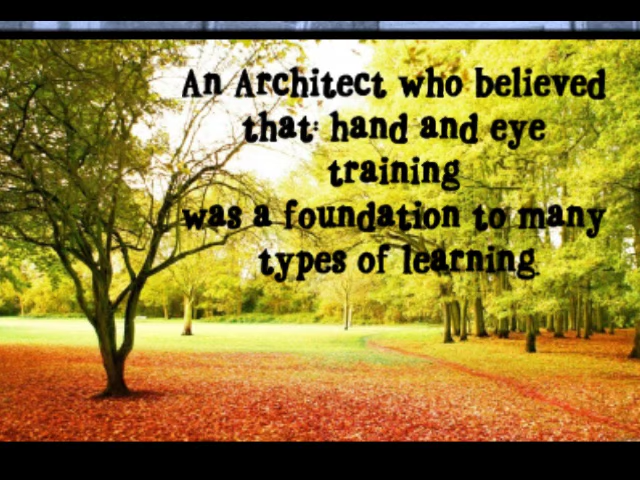 An Architect who believed
that: hand and eye
training
was a foundation to many
types of learning